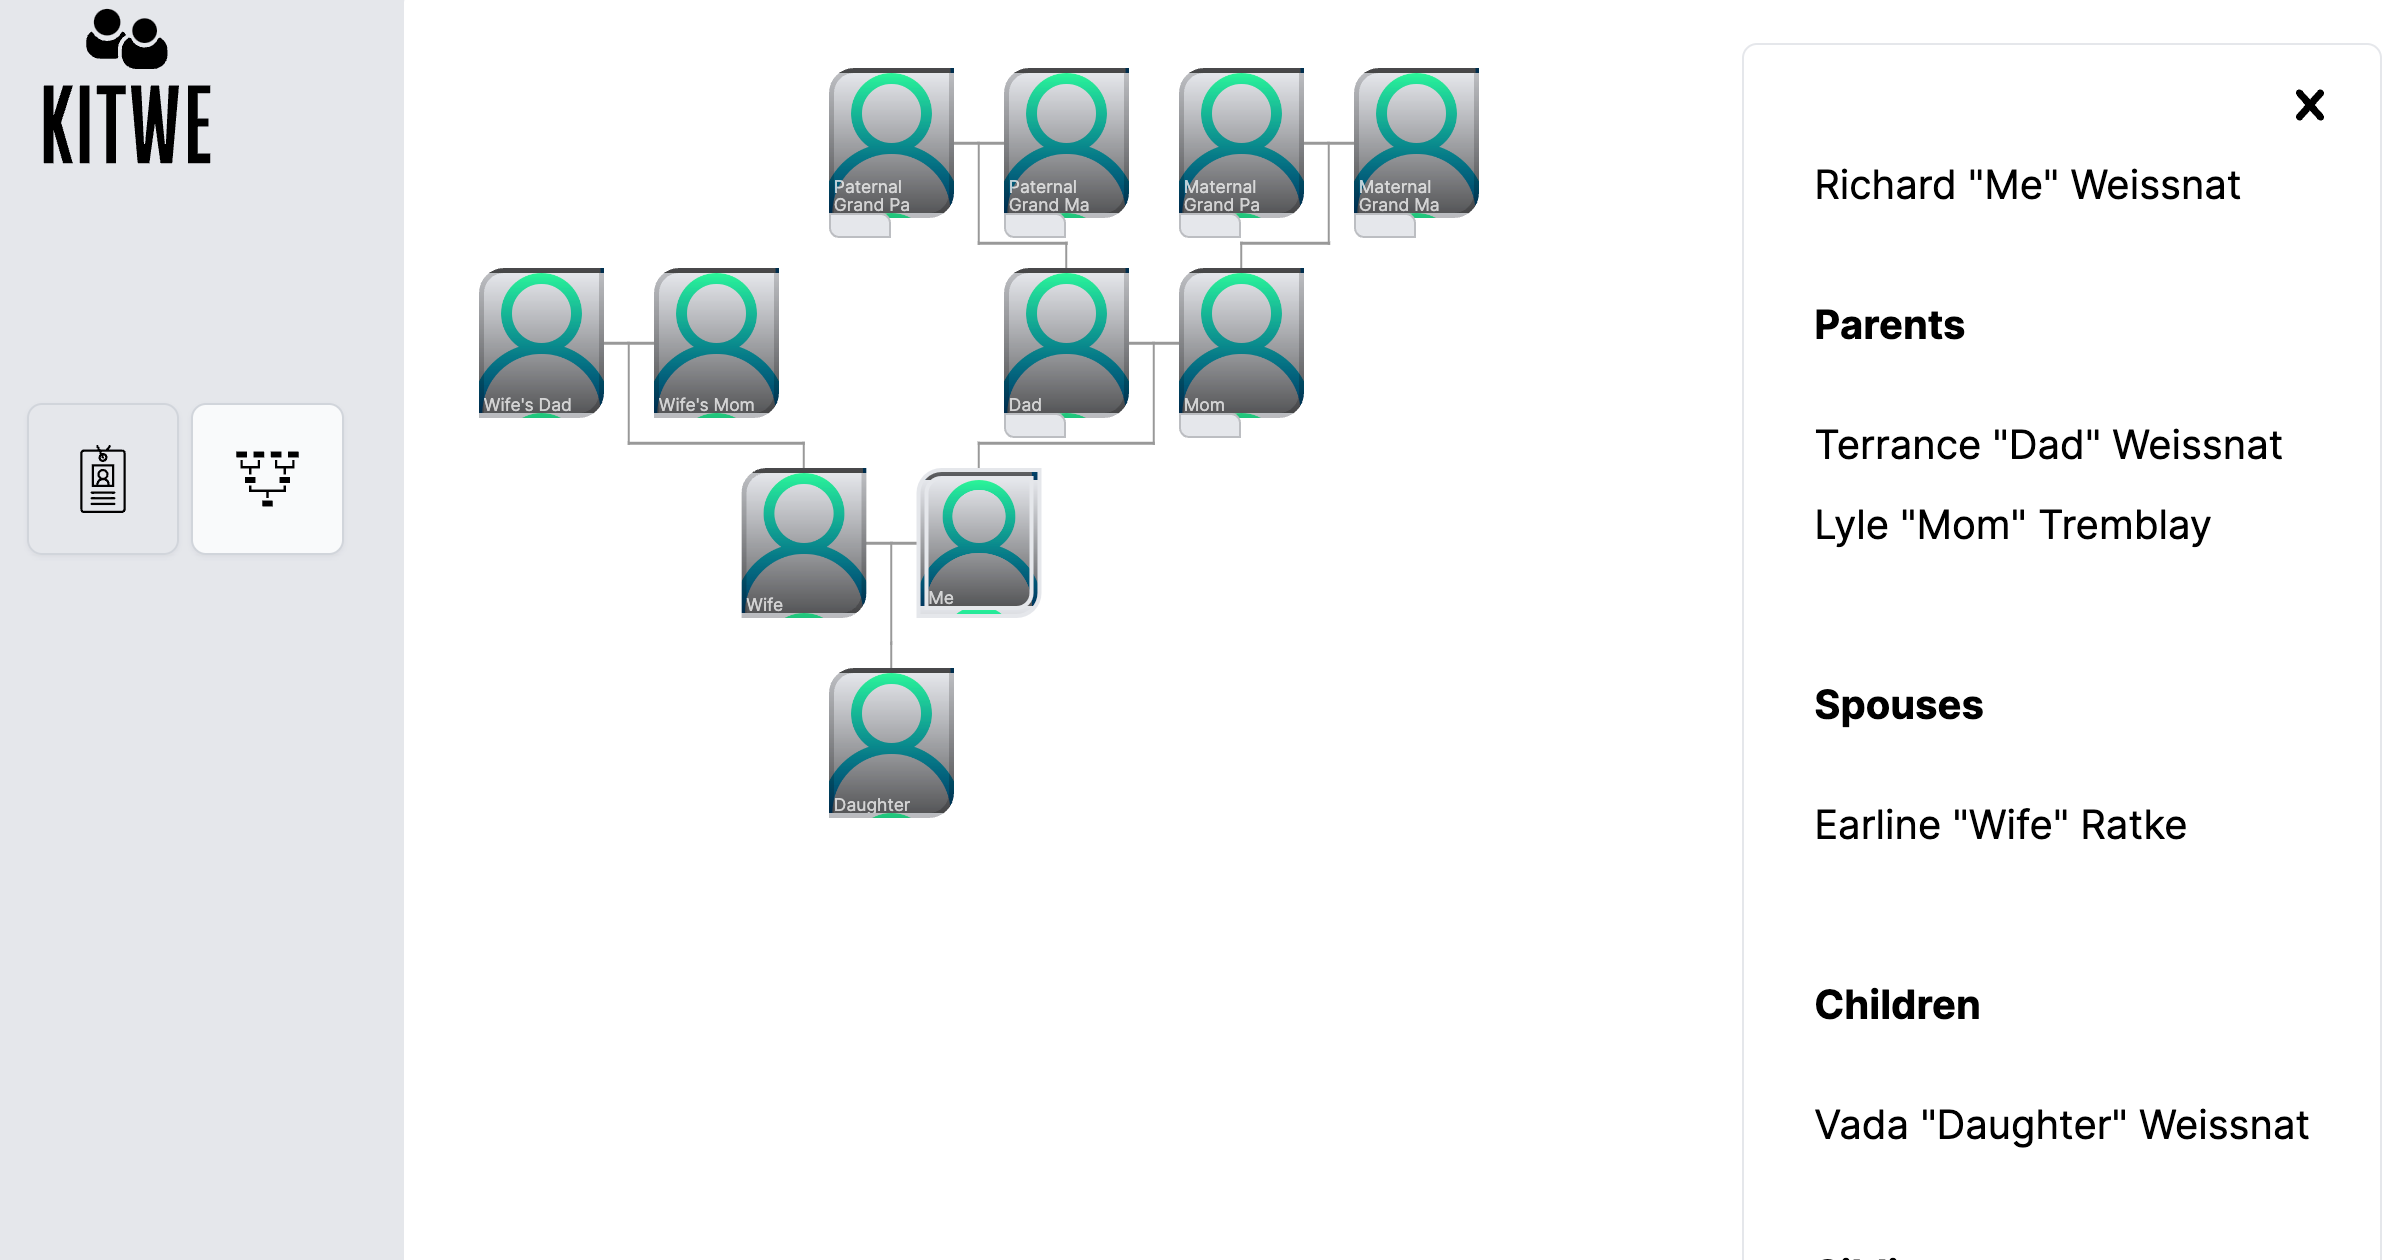 KITWE
Paternal
Grand Pa
Paternal
Grand Ma
Maternal
Grand Pa
Maternal
Grand Ma
Wife's Dad
Wife's Mom
Dad
Mom
Wife
Me
Daughter
Richard "Me" Weissnat
Parents
Terrance "Dad" Weissnat
Lyle "Mom" Tremblay
Spouses
Earline "Wife" Ratke
Children
Vada "Daughter" Weissnat